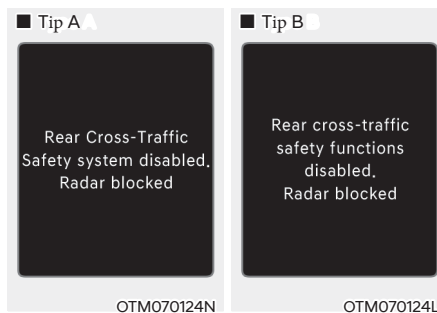 ■ Tip A
Rear Cross-Traffic
Safety system disabled.
Radar blocked
OTM070124N
■ Tip B
Rear cross-traffic
safety functions
disabled.
Radar blocked
OTM070124L